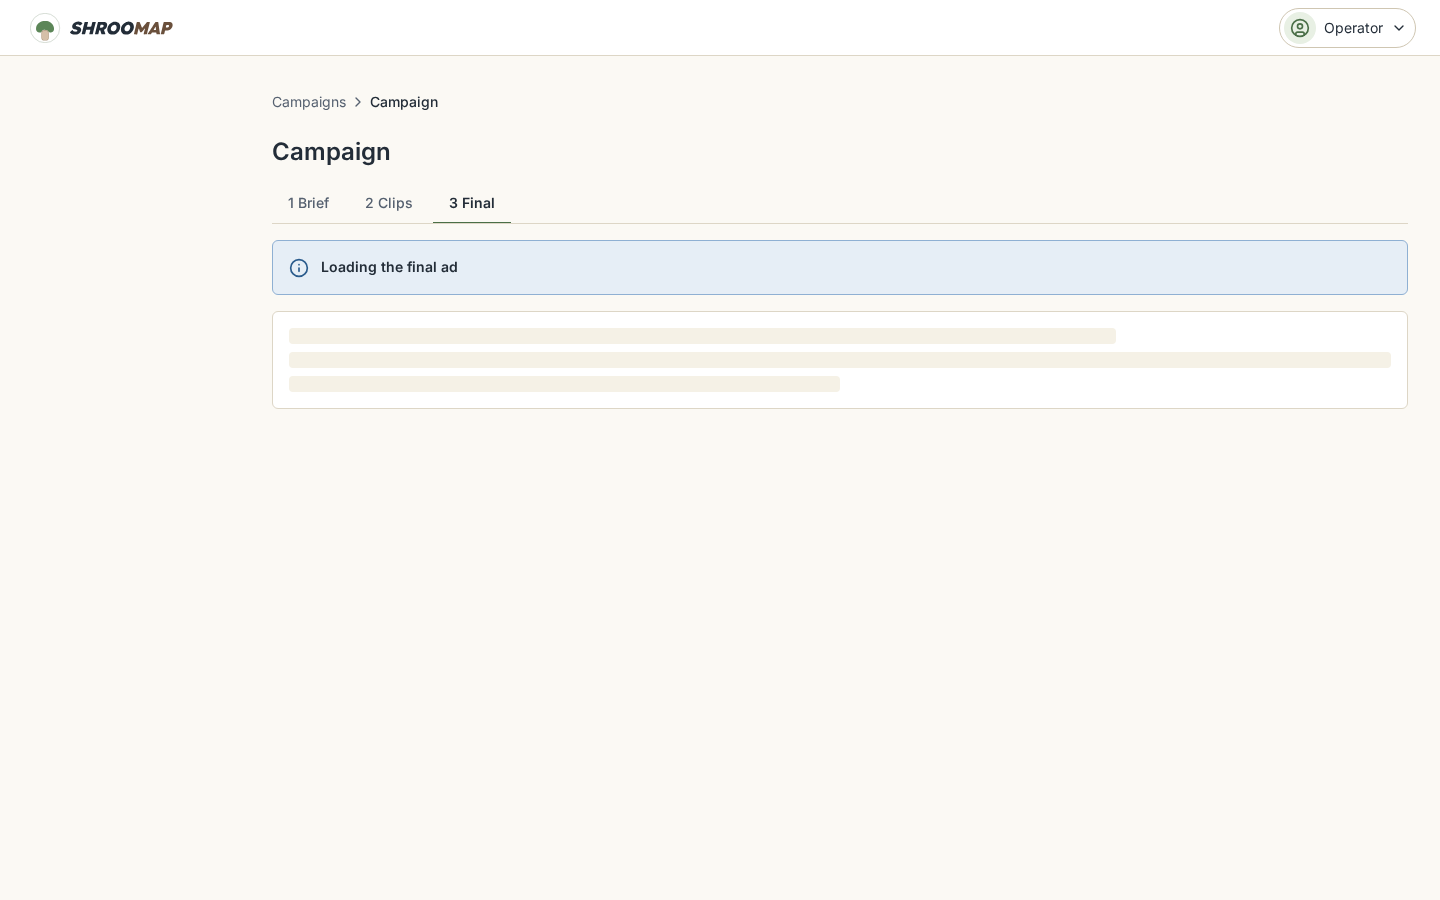 SHROOMAP
Operator
Campaigns > Campaign
Campaign
1 Brief 2 Clips 3 Final
Loading the final ad